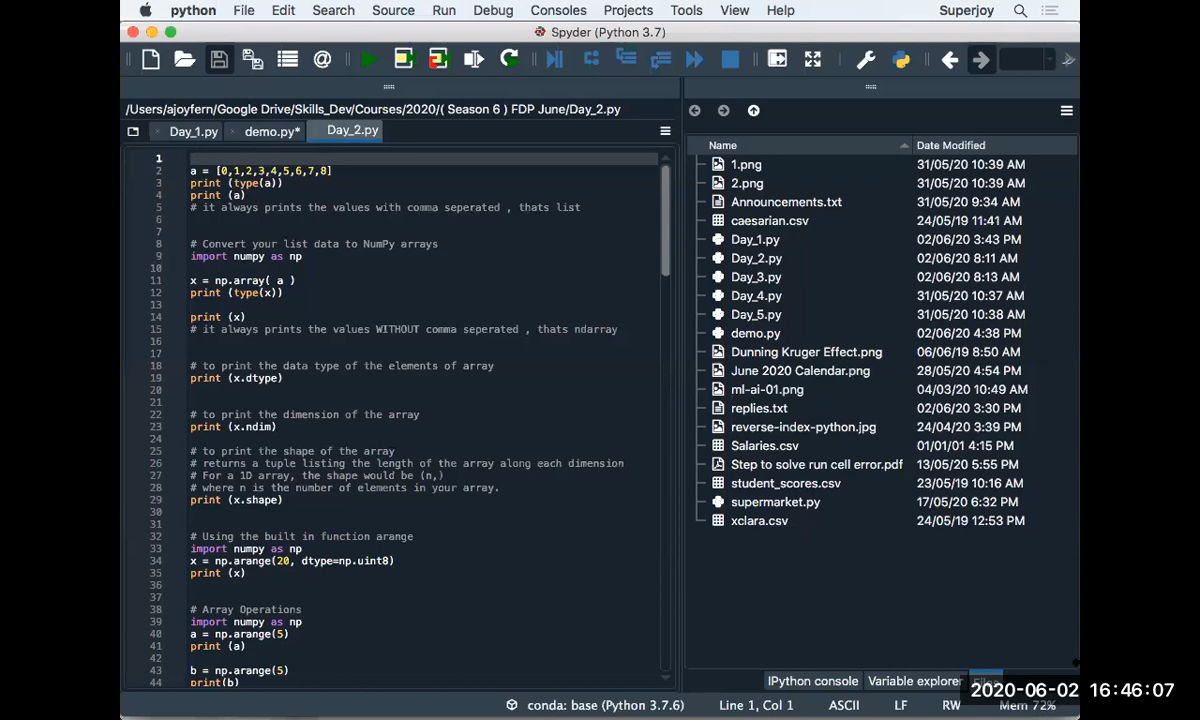 python File Edit Search Source Run Debug Consoles Projects Tools View Help Superjoy
Spyder (Python 3.7)
/Users/ajoyfern/Google Drive/Skills_Dev/Courses/2020/( Season 6 ) FDP June/Day_2.py
Day_1.py demo.py* Day_2.py
1
2 a = [0,1,2,3,4,5,6,7,8]
3 print (type(a))
4 print (a)
5 # it always prints the values with comma seperated , thats list
6
7
8 # Convert your list data to NumPy arrays
9 import numpy as np
10
11 x = np.array( a )
12 print (type(x))
13
14 print (x)
15 # it always prints the values WITHOUT comma seperated , thats ndarray
16
17
18 # to print the data type of the elements of array
19 print (x.dtype)
20
21
22 # to print the dimension of the array
23 print (x.ndim)
24
25 # to print the shape of the array
26 # returns a tuple listing the length of the array along each dimension
27 # For a 1D array, the shape would be (n,)
28 # where n is the number of elements in your array.
29 print (x.shape)
30
31
32 # Using the built in function arange
33 import numpy as np
34 x = np.arange(20, dtype=np.uint8)
35 print (x)
36
37
38 # Array Operations
39 import numpy as np
40 a = np.arange(5)
41 print (a)
42
43 b = np.arange(5)
44 print(b)
Name Date Modified
1.png 31/05/20 10:39 AM
2.png 31/05/20 10:39 AM
Announcements.txt 31/05/20 9:34 AM
caesarian.csv 24/05/19 11:41 AM
Day_1.py 02/06/20 3:43 PM
Day_2.py 02/06/20 8:11 AM
Day_3.py 02/06/20 8:13 AM
Day_4.py 31/05/20 10:37 AM
Day_5.py 31/05/20 10:38 AM
demo.py 02/06/20 4:38 PM
Dunning Kruger Effect.png 06/06/19 8:50 AM
June 2020 Calendar.png 28/05/20 4:54 PM
ml-ai-01.png 04/03/20 10:49 AM
replies.txt 02/06/20 3:30 PM
reverse-index-python.jpg 24/04/20 3:39 PM
Salaries.csv 01/01/01 4:15 PM
Step to solve run cell error.pdf 13/05/20 5:55 PM
student_scores.csv 23/05/19 10:16 AM
supermarket.py 17/05/20 6:32 PM
xclara.csv 24/05/19 12:53 PM
IPython console Variable explorer
2020-06-02 16:46:07
conda: base (Python 3.7.6) Line 1, Col 1 ASCII LF RW Mem 72%